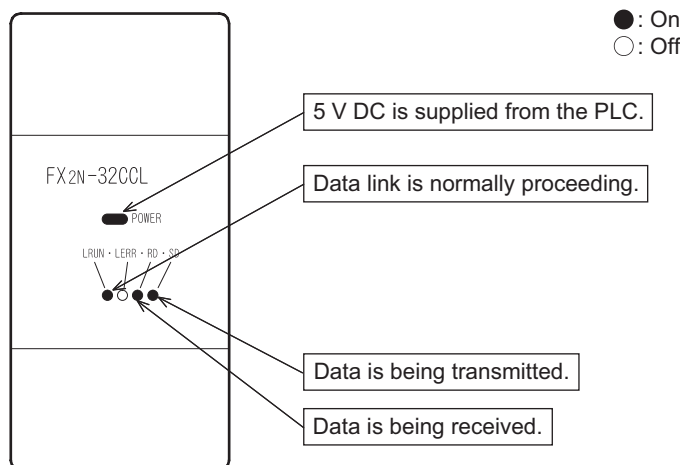 ●: On
○: Off
5 V DC is supplied from the PLC.
FX2N-32CCL
Data link is normally proceeding.
POWER
LRUN・LERR・RD・SD
Data is being transmitted.
Data is being received.